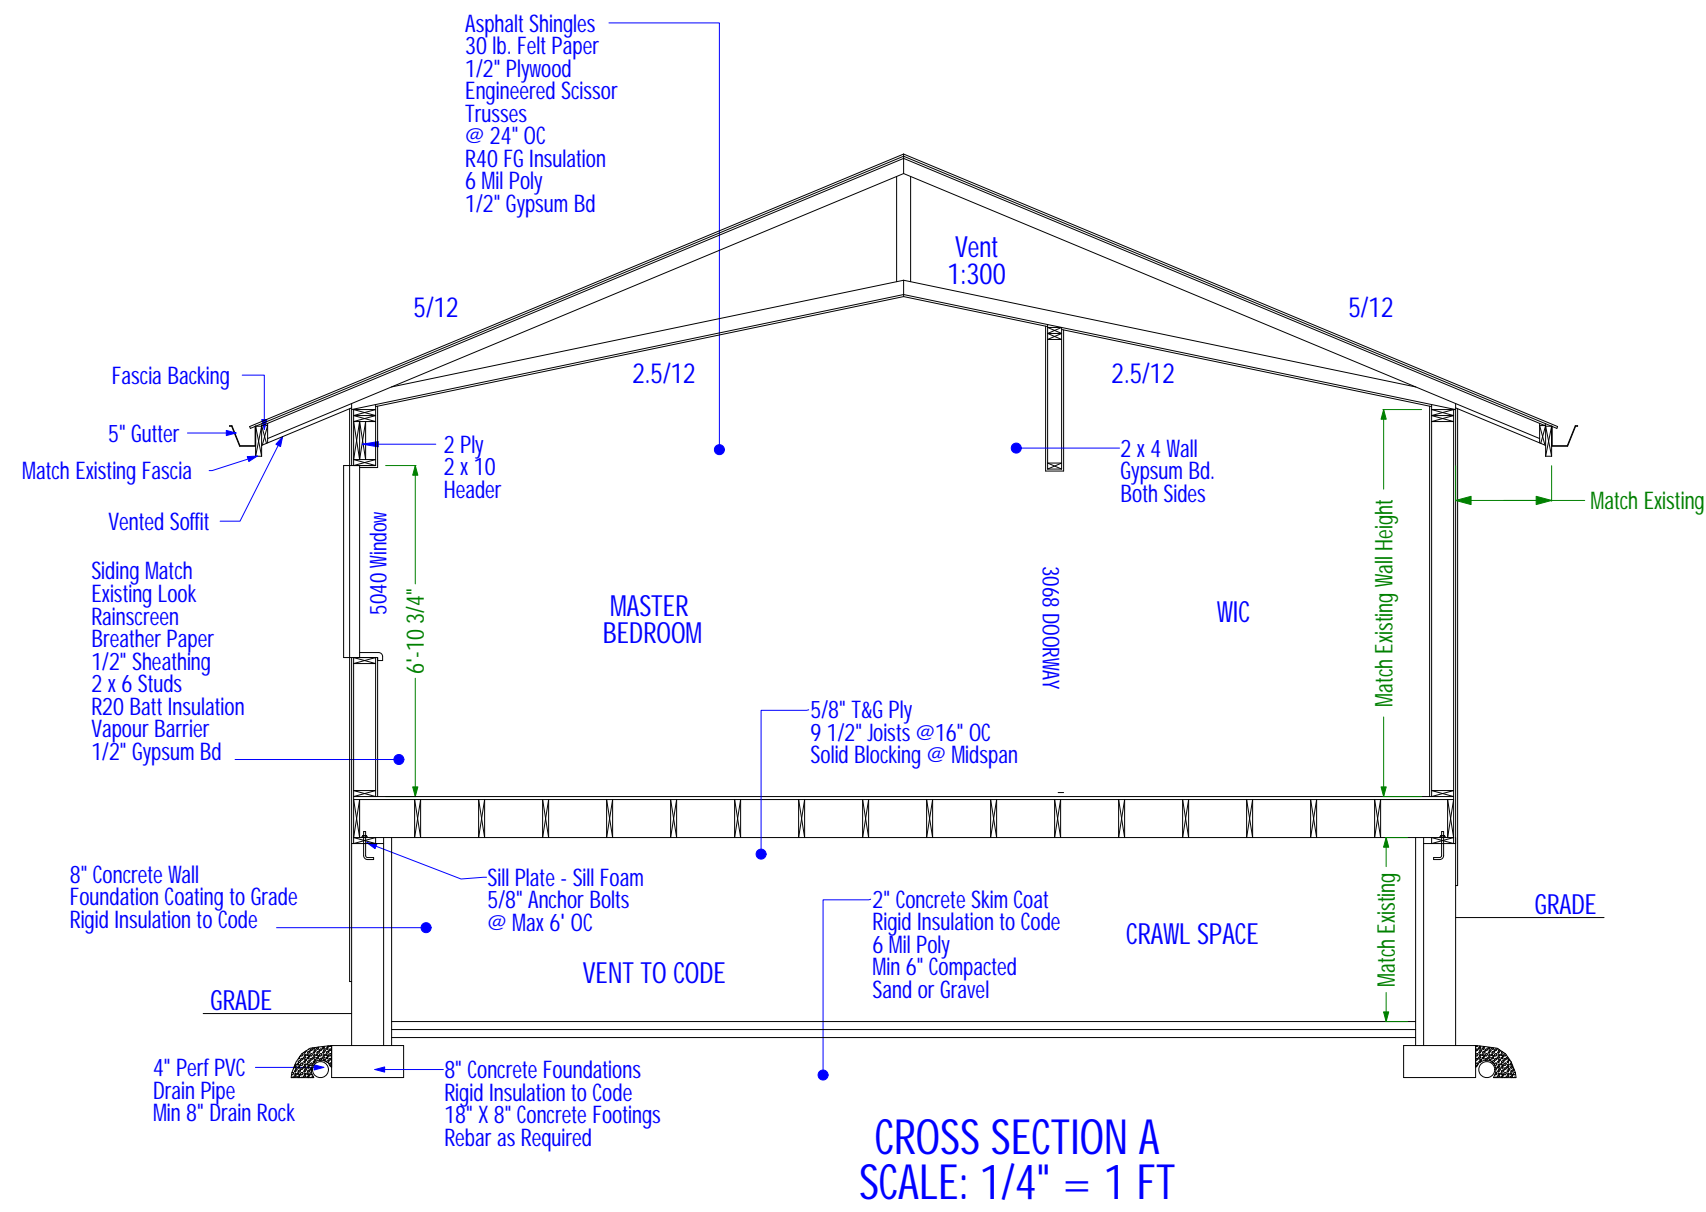 Asphalt Shingles
30 lb. Felt Paper
1/2" Plywood
Engineered Scissor
Trusses
@ 24" OC
R40 FG Insulation
6 Mil Poly
1/2" Gypsum Bd
Vent
1:300
5/12
5/12
2.5/12
2.5/12
Fascia Backing
5" Gutter
Match Existing Fascia
Vented Soffit
2 Ply
2 x 10
Header
2 x 4 Wall
Gypsum Bd.
Both Sides
Match Existing
Siding Match
Existing Look
Rainscreen
Breather Paper
1/2" Sheathing
2 x 6 Studs
R20 Batt Insulation
Vapour Barrier
1/2" Gypsum Bd
5040 Window
6'-10 3/4"
MASTER
BEDROOM
3068 DOORWAY
WIC
Match Existing Wall Height
5/8" T&G Ply
9 1/2" Joists @16" OC
Solid Blocking @ Midspan
8" Concrete Wall
Foundation Coating to Grade
Rigid Insulation to Code
Sill Plate - Sill Foam
5/8" Anchor Bolts
@ Max 6' OC
2" Concrete Skim Coat
Rigid Insulation to Code
6 Mil Poly
Min 6" Compacted
Sand or Gravel
CRAWL SPACE
Match Existing
GRADE
VENT TO CODE
GRADE
4" Perf PVC
Drain Pipe
Min 8" Drain Rock
8" Concrete Foundations
Rigid Insulation to Code
18" X 8" Concrete Footings
Rebar as Required
CROSS SECTION A
SCALE: 1/4" = 1 FT